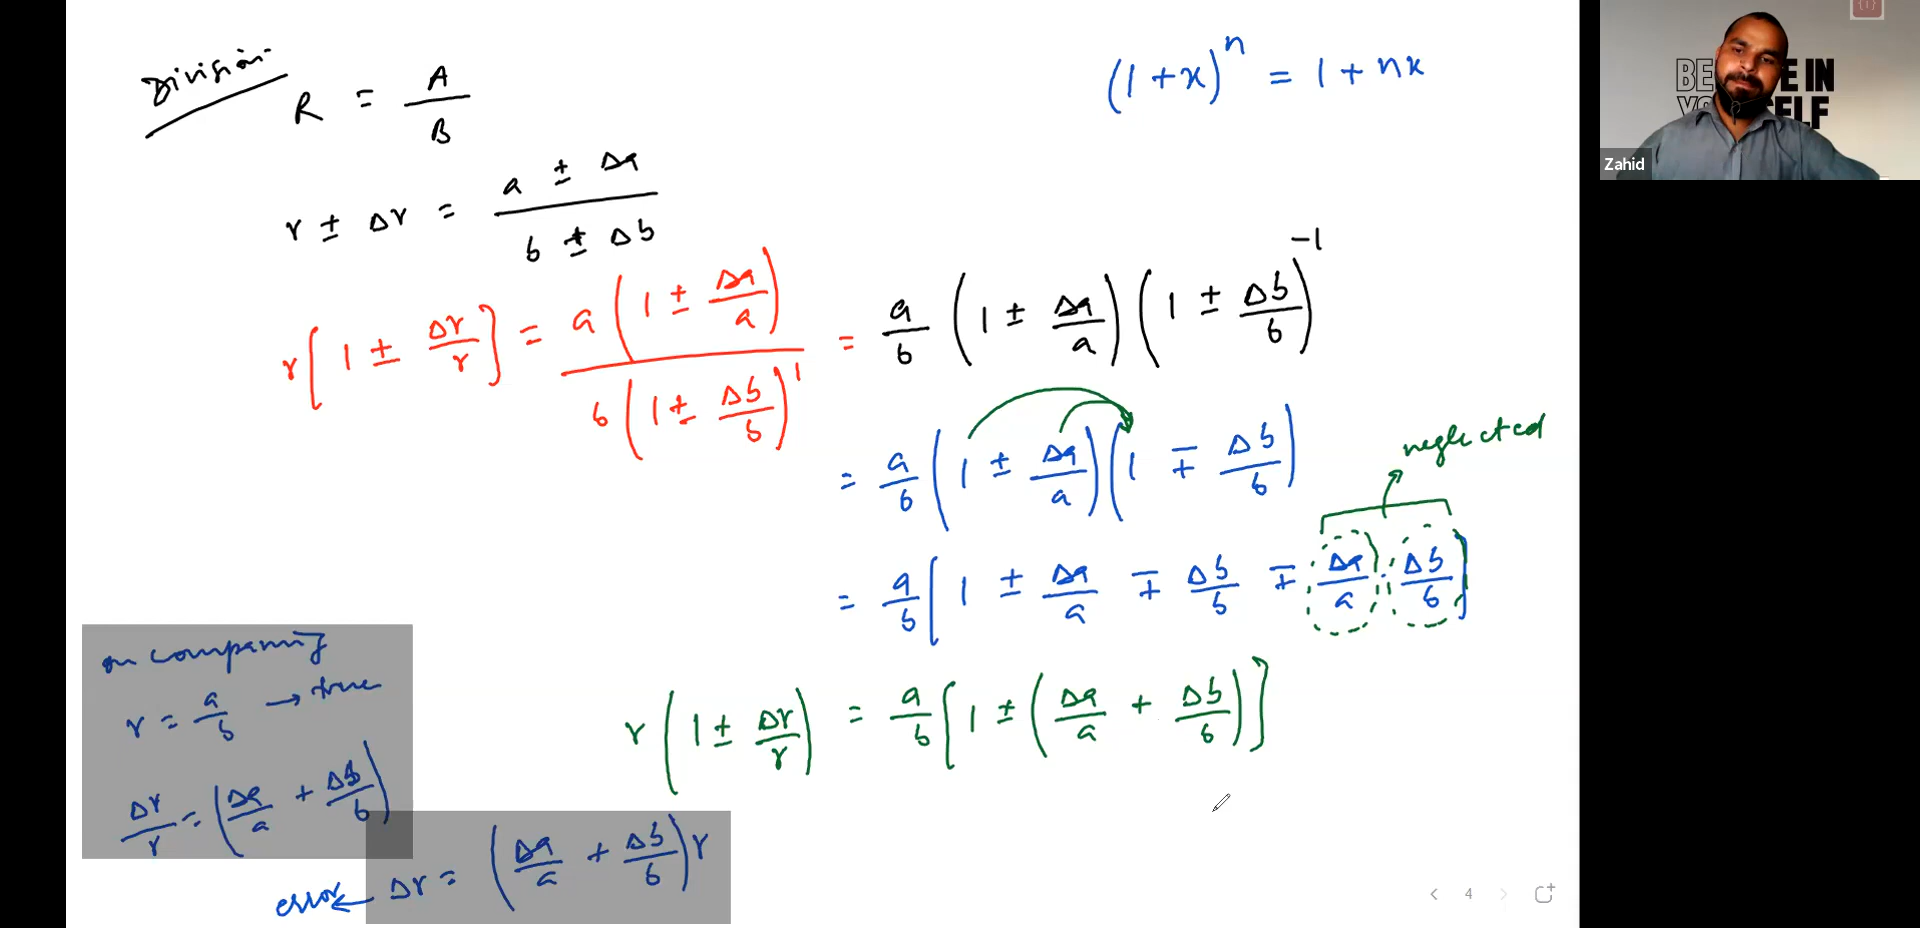 Division
R = A/B
(1 + x)^n = 1 + nx
r ± Δr = (a ± Δa)/(b ± Δb)
r[1 ± Δr/r] = a(1 ± Δa/a) / b(1 ± Δb/b)^1 = a/b (1 ± Δa/a)(1 ± Δb/b)^-1
= a/b (1 ± Δa/a)(1 ∓ Δb/b)
neglected
= a/b [1 ± Δa/a ∓ Δb/b ∓ Δa/a · Δb/b]
r(1 ± Δr/r) = a/b [1 ± (Δa/a + Δb/b)]
on comparing
r = a/b → true
Δr/r = (Δa/a + Δb/b)
error ← Δr = (Δa/a + Δb/b) r
4
Zahid